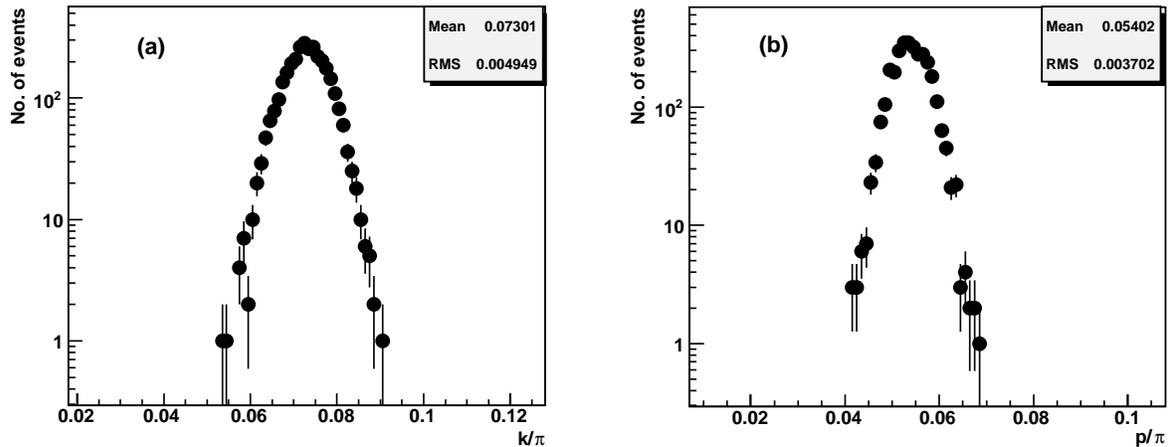 (a)
Mean 0.07301
RMS 0.004949
No. of events
10²
10
1
0.02 0.04 0.06 0.08 0.1 0.12
k/π
(b)
Mean 0.05402
RMS 0.003702
No. of events
10²
10
1
0.02 0.04 0.06 0.08 0.1
p/π